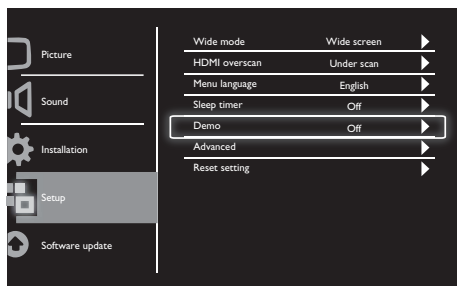 Picture
Sound
Installation
Setup
Software update
Wide mode Wide screen
HDMI overscan Under scan
Menu language English
Sleep timer Off
Demo Off
Advanced
Reset setting